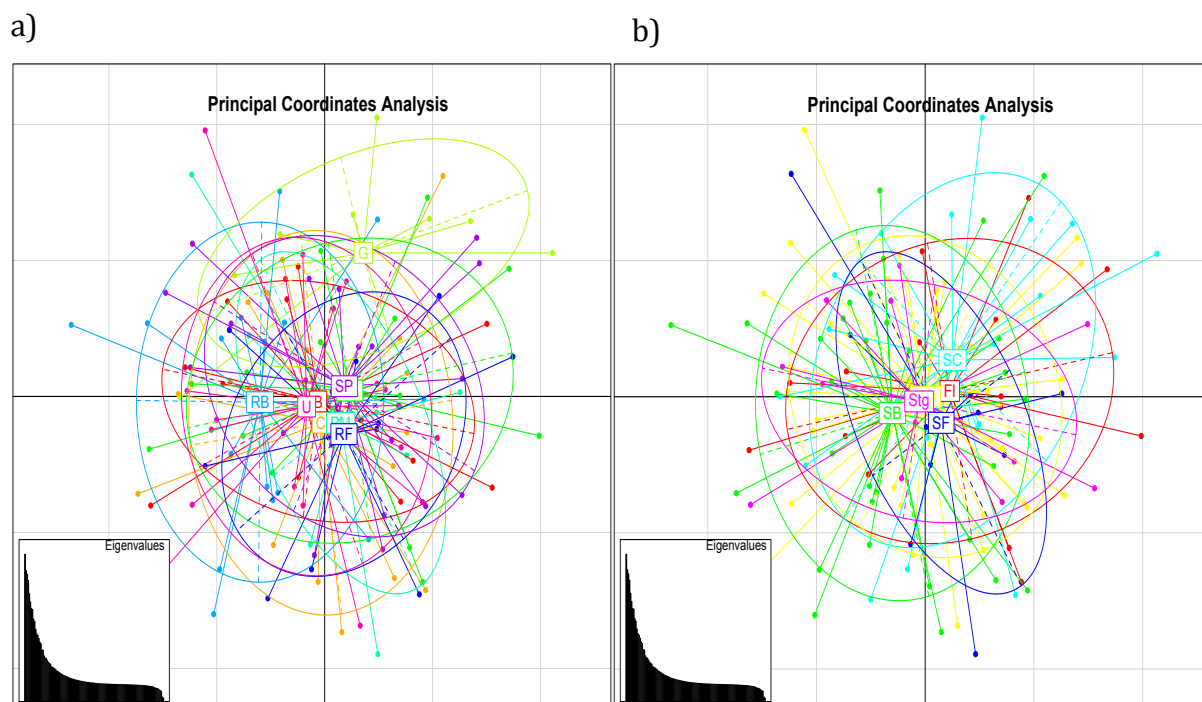 a)
b)
Principal Coordinates Analysis
Principal Coordinates Analysis
G
SP
RB
U
B
C
RF
SC
FI
Stg
SB
SF
Eigenvalues
Eigenvalues